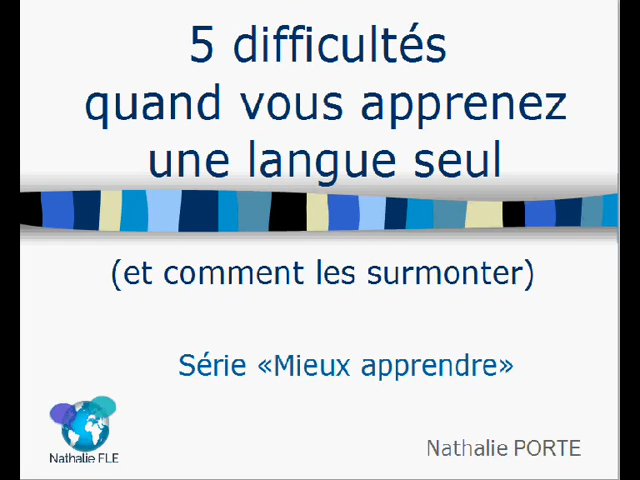 5 difficultés
quand vous apprenez
une langue seul
(et comment les surmonter)
Série «Mieux apprendre»
Nathalie FLE
Nathalie PORTE